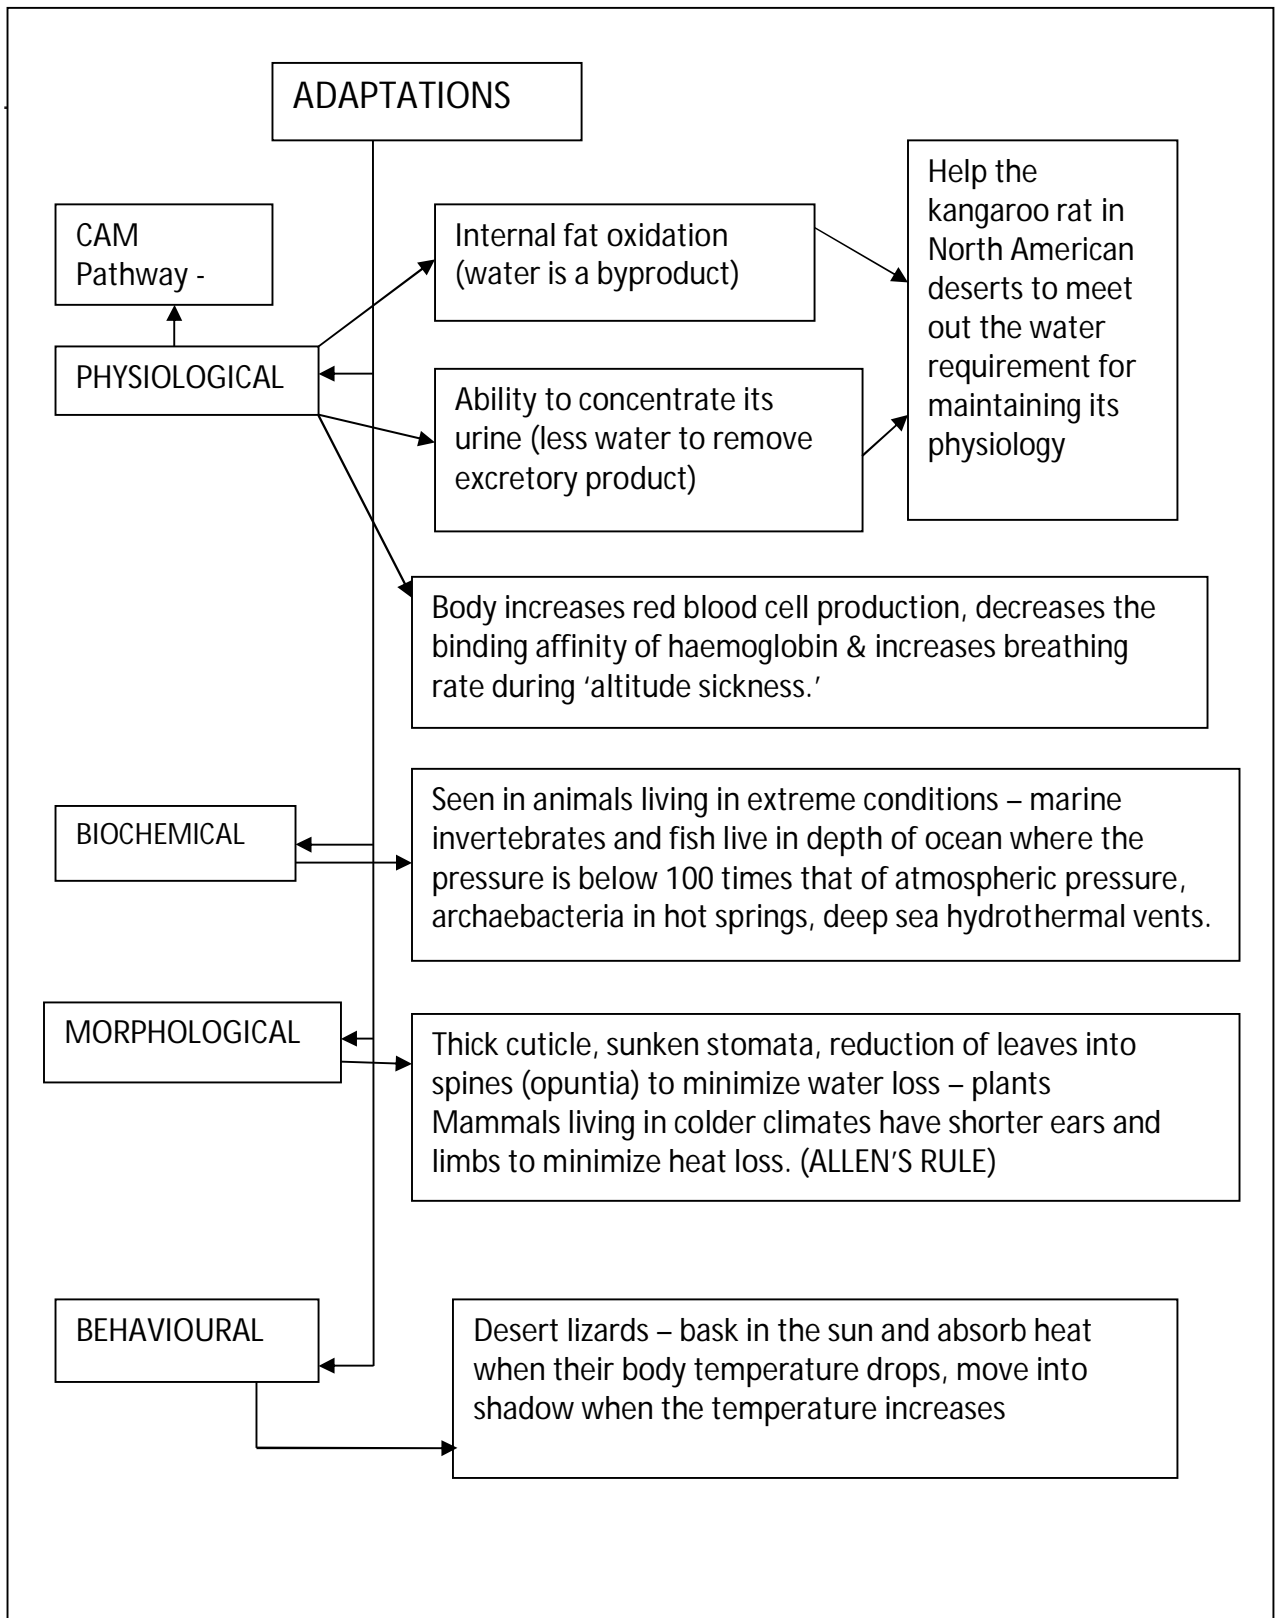 ADAPTATIONS
CAM
Pathway -
PHYSIOLOGICAL
Internal fat oxidation
(water is a byproduct)
Ability to concentrate its
urine (less water to remove
excretory product)
Help the
kangaroo rat in
North American
deserts to meet
out the water
requirement for
maintaining its
physiology
Body increases red blood cell production, decreases the
binding affinity of haemoglobin & increases breathing
rate during ‘altitude sickness.’
BIOCHEMICAL
Seen in animals living in extreme conditions – marine
invertebrates and fish live in depth of ocean where the
pressure is below 100 times that of atmospheric pressure,
archaebacteria in hot springs, deep sea hydrothermal vents.
MORPHOLOGICAL
Thick cuticle, sunken stomata, reduction of leaves into
spines (opuntia) to minimize water loss – plants
Mammals living in colder climates have shorter ears and
limbs to minimize heat loss. (ALLEN’S RULE)
BEHAVIOURAL
Desert lizards – bask in the sun and absorb heat
when their body temperature drops, move into
shadow when the temperature increases